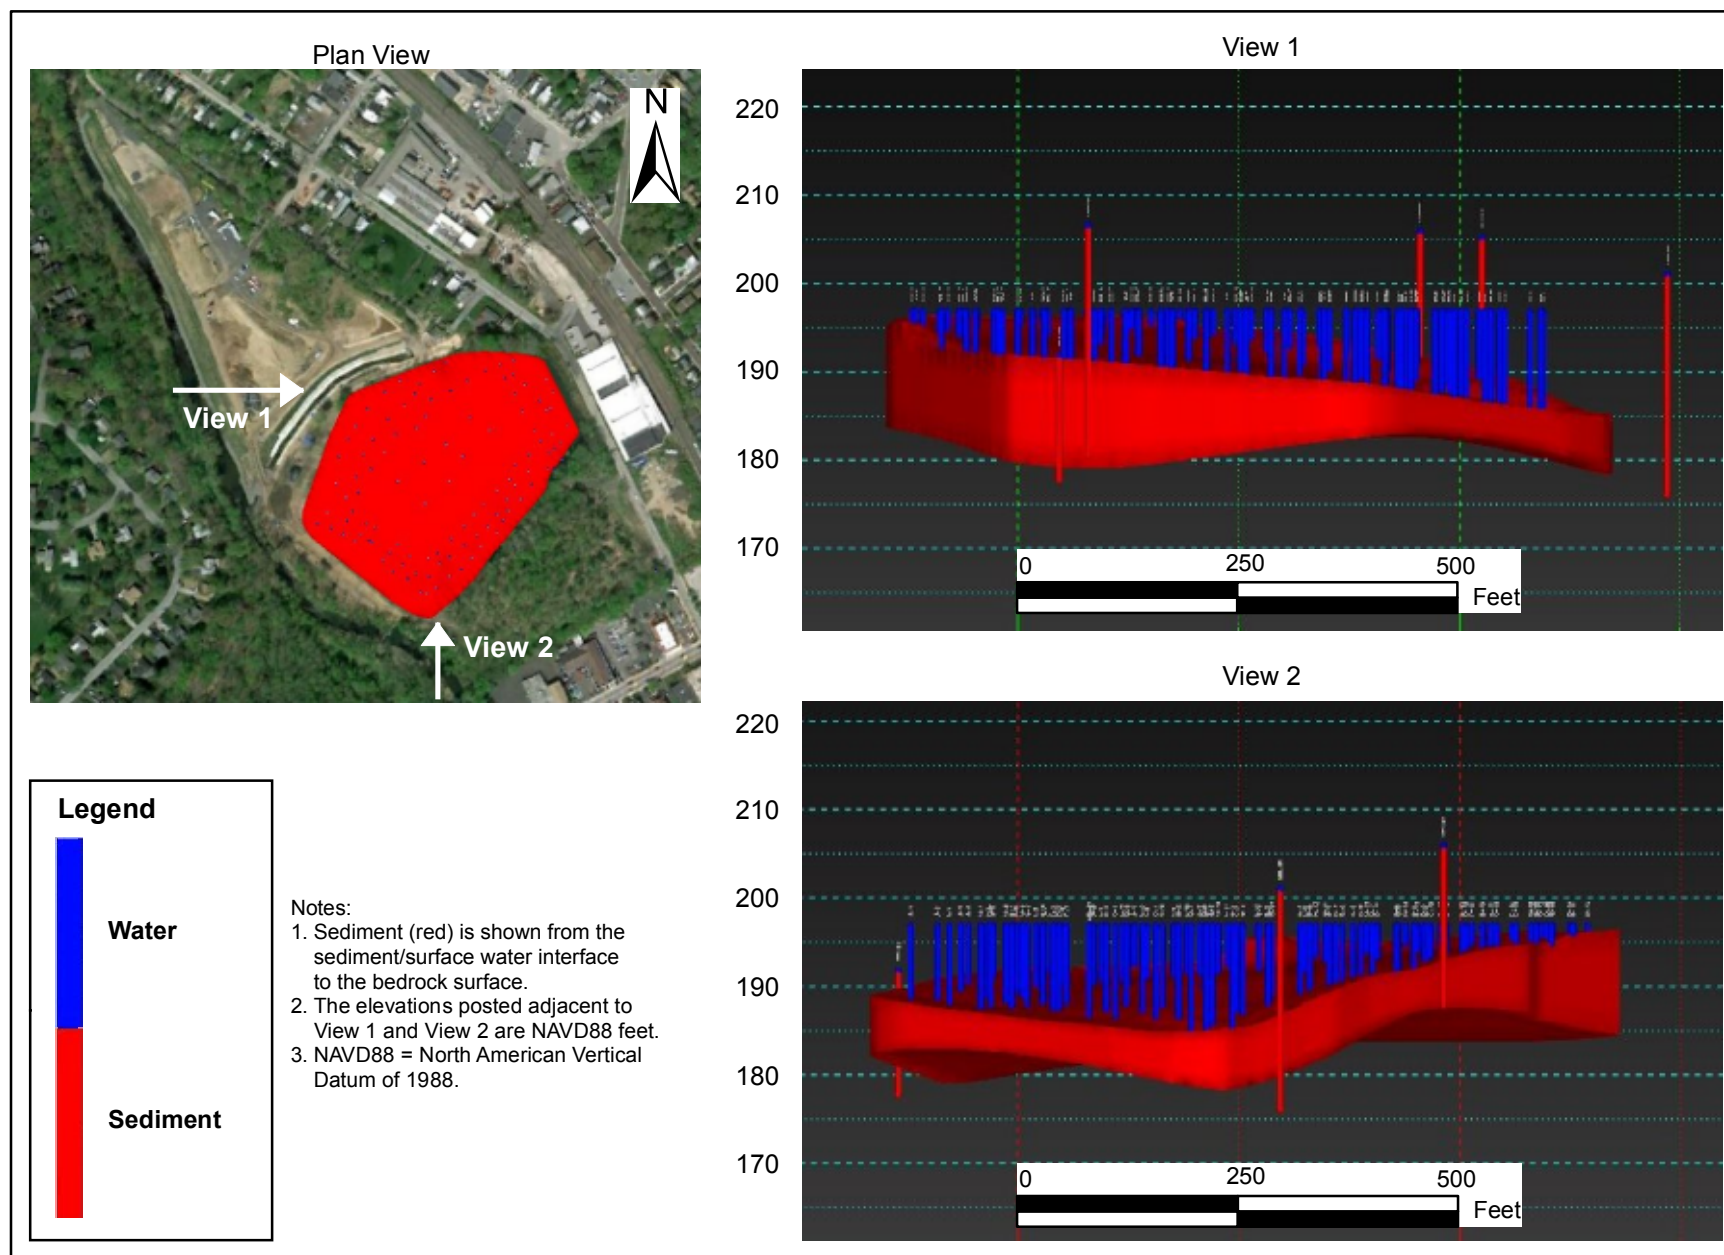 Plan View
N
View 1
View 2
Legend
Water
Sediment
Notes:
1. Sediment (red) is shown from the
sediment/surface water interface
to the bedrock surface.
2. The elevations posted adjacent to
View 1 and View 2 are NAVD88 feet.
3. NAVD88 = North American Vertical
Datum of 1988.
View 1
220
210
200
190
180
170
0 250 500
Feet
View 2
220
210
200
190
180
170
0 250 500
Feet